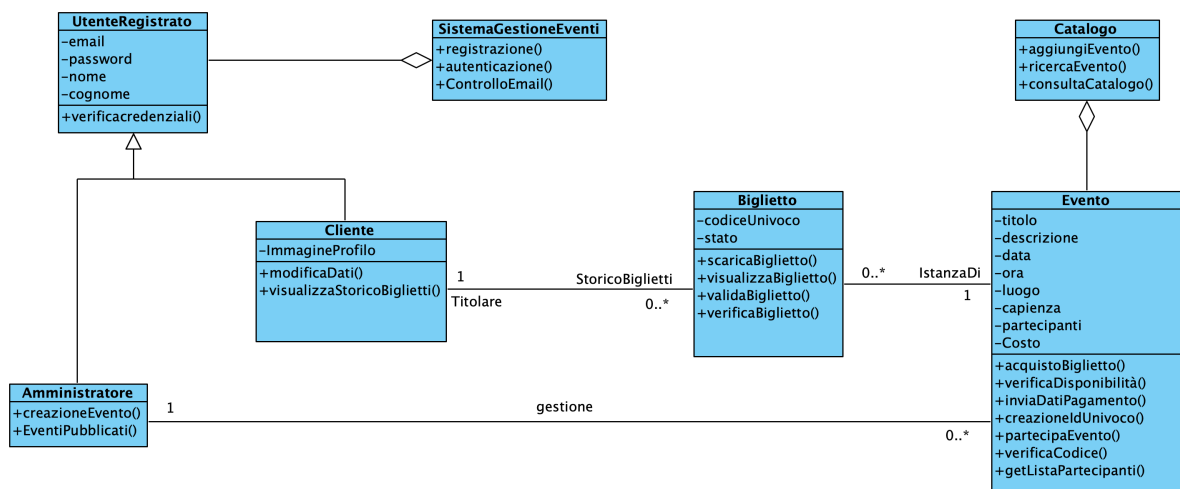 UtenteRegistrato
-email
-password
-nome
-cognome
+verificacredenziali()
SistemaGestioneEventi
+registrazione()
+autenticazione()
+ControlloEmail()
Catalogo
+aggiungiEvento()
+ricercaEvento()
+consultaCatalogo()
Cliente
-ImmagineProfilo
+modificaDati()
+visualizzaStoricoBiglietti()
1
Titolare
StoricoBiglietti
0..*
Biglietto
-codiceUnivoco
-stato
+scaricaBiglietto()
+visualizzaBiglietto()
+validaBiglietto()
+verificaBiglietto()
0..*
IstanzaDi
1
Evento
-titolo
-descrizione
-data
-ora
-luogo
-capienza
-partecipanti
-Costo
+acquistoBiglietto()
+verificaDisponibilità()
+inviaDatiPagamento()
+creazioneIdUnivoco()
+partecipaEvento()
+verificaCodice()
+getListaPartecipanti()
Amministratore
+creazioneEvento()
+EventiPubblicati()
1
gestione
0..*